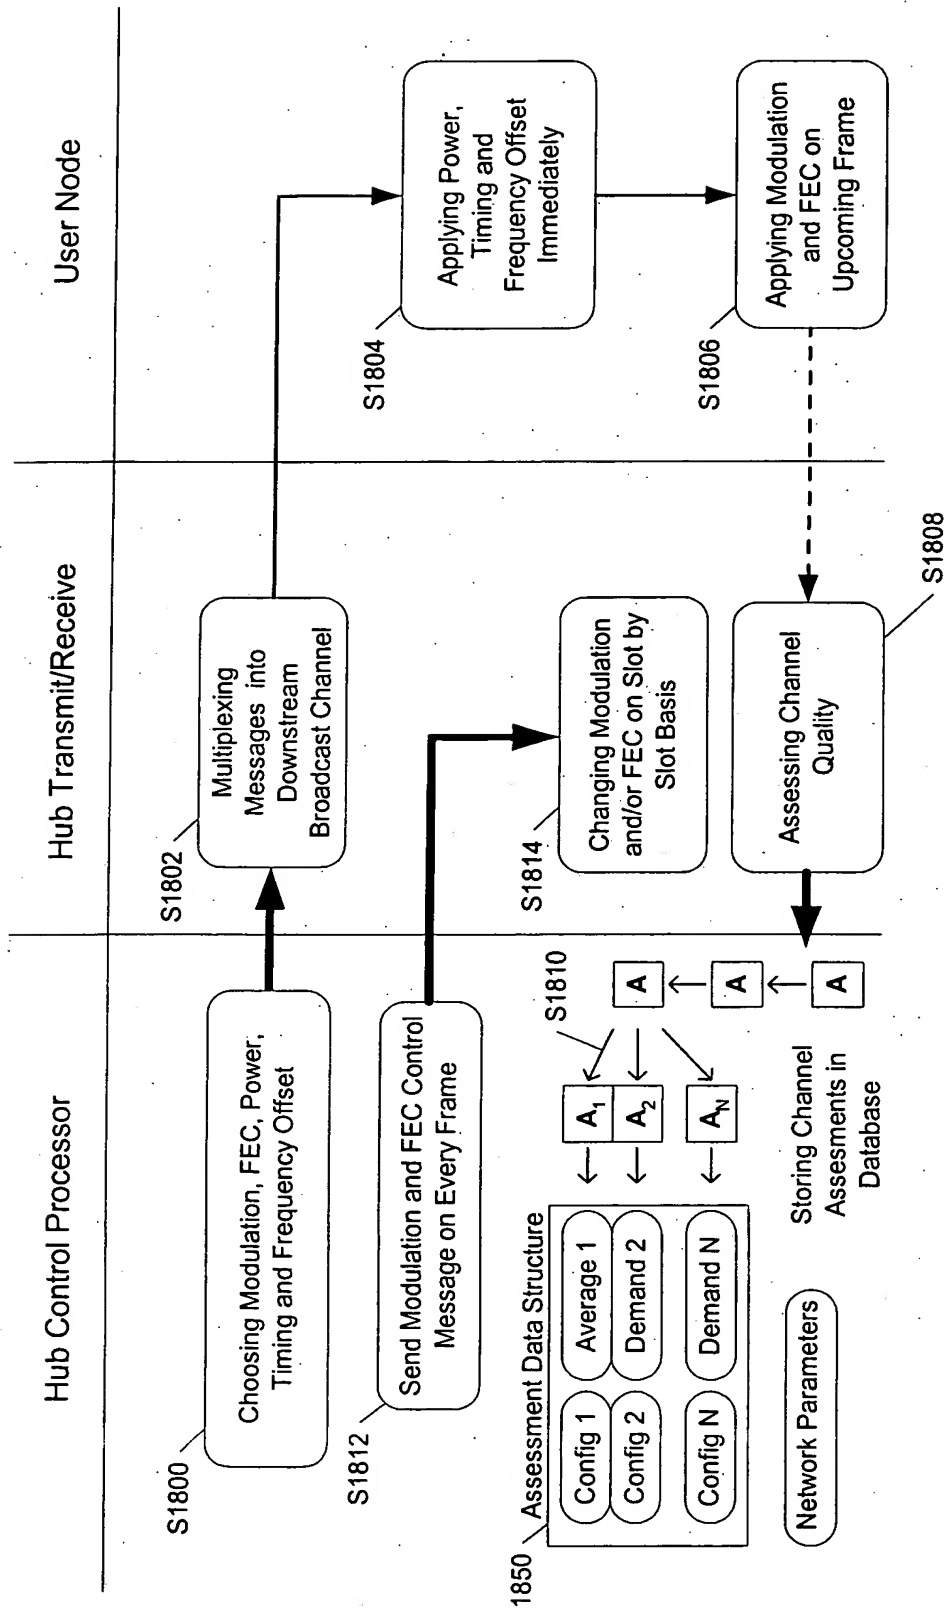 Hub Control Processor
Hub Transmit/Receive
User Node
S1800
Choosing Modulation, FEC, Power,
Timing and Frequency Offset
S1802
Multiplexing
Messages into
Downstream
Broadcast Channel
S1804
Applying Power,
Timing and
Frequency Offset
Immediately
S1812
Send Modulation and FEC Control
Message on Every Frame
S1814
Changing Modulation
and/or FEC on Slot by
Slot Basis
S1806
Applying Modulation
and FEC on
Upcoming Frame
S1808
Assessing Channel
Quality
1850
Assessment Data Structure
Config 1
Average 1
Config 2
Demand 2
Config N
Demand N
S1810
A1
A2
AN
A
A
A
Storing Channel
Assesments in
Database
Network Parameters